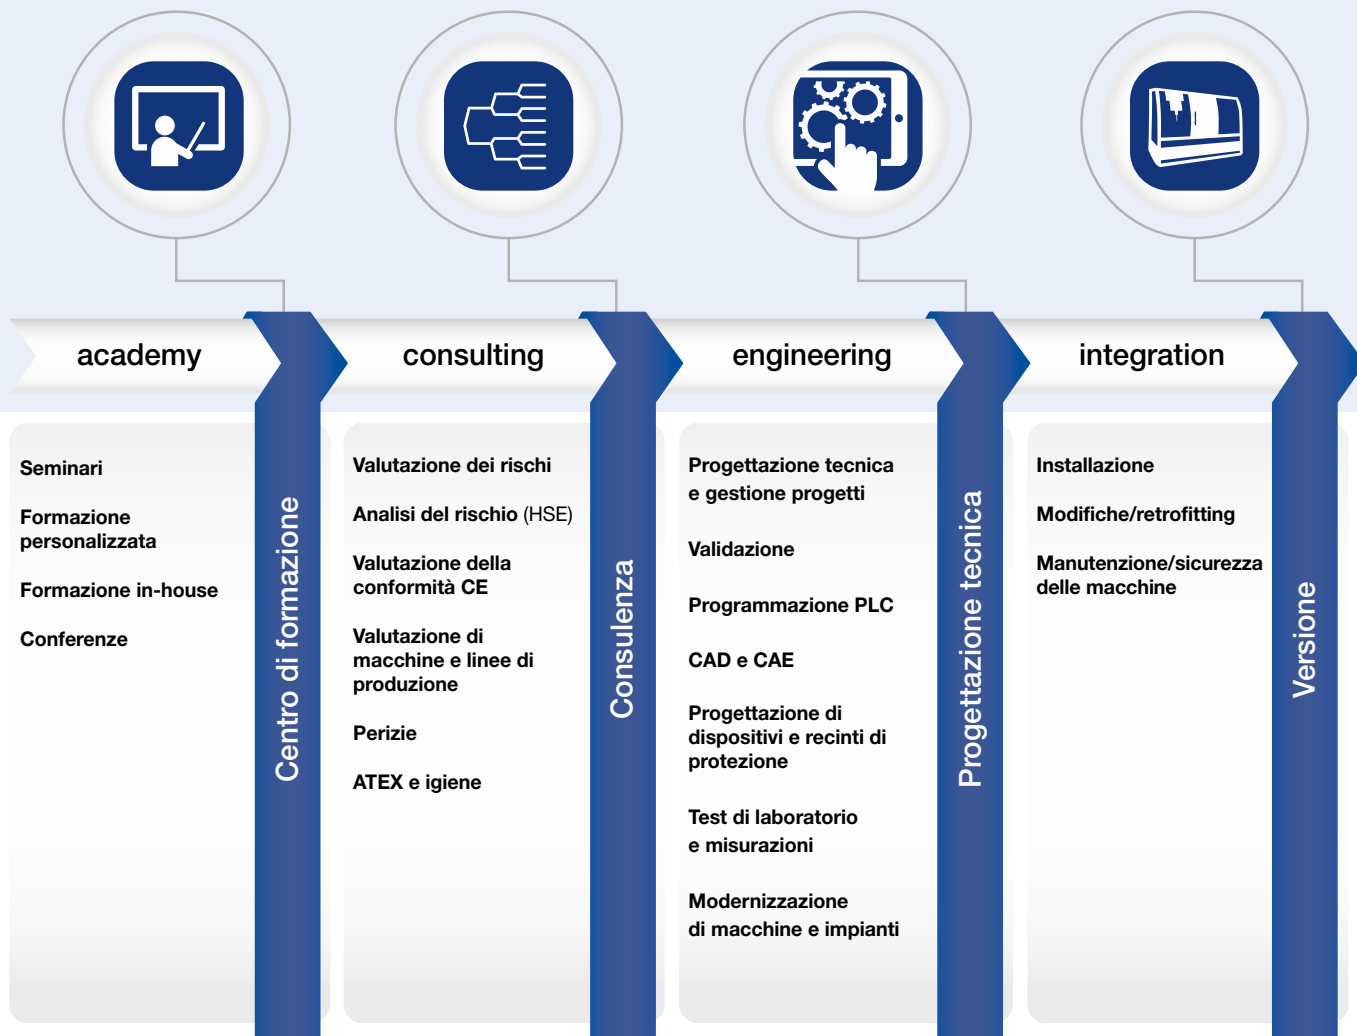 academy
consulting
engineering
integration
Seminari
Formazione
personalizzata
Formazione in-house
Conferenze
Centro di formazione
Valutazione dei rischi
Analisi del rischio (HSE)
Valutazione della
conformità CE
Valutazione di
macchine e linee di
produzione
Perizie
ATEX e igiene
Consulenza
Progettazione tecnica
e gestione progetti
Validazione
Programmazione PLC
CAD e CAE
Progettazione di
dispositivi e recinti di
protezione
Test di laboratorio
e misurazioni
Modernizzazione
di macchine e impianti
Progettazione tecnica
Installazione
Modifiche/retrofitting
Manutenzione/sicurezza
delle macchine
Versione